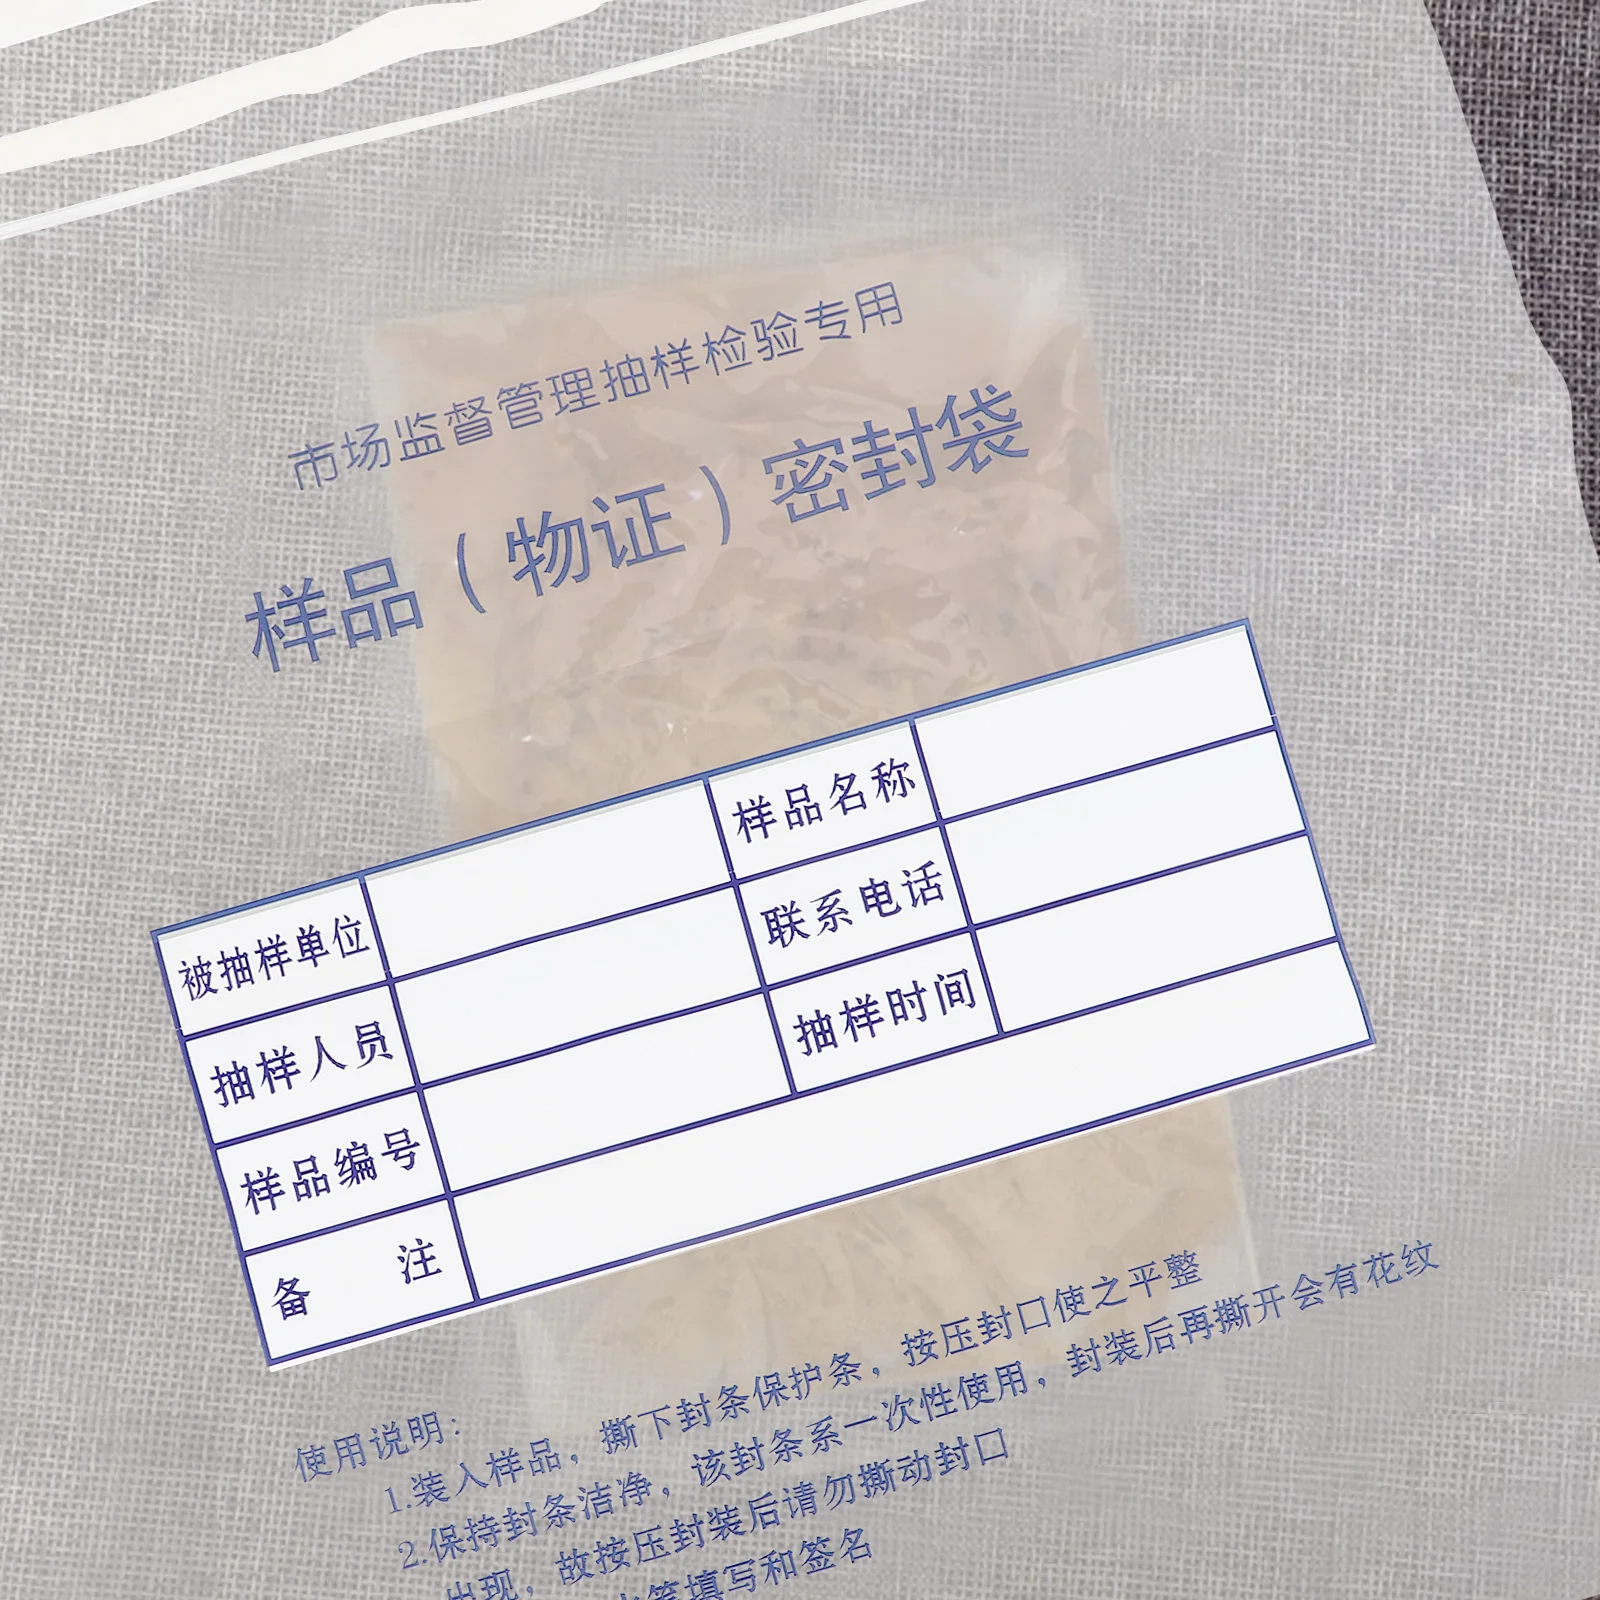 市场监督管理抽样检验专用
样品（物证）密封袋
被抽样单位 样品名称
抽样人员 联系电话
样品编号 抽样时间
备 注
使用说明：
1.装入样品，撕下封条保护条，按压封口使之平整
2.保持封条洁净，该封条系一次性使用，封装后再撕开会有花纹
出现，故按压封装后请勿撕动封口
填写和签名